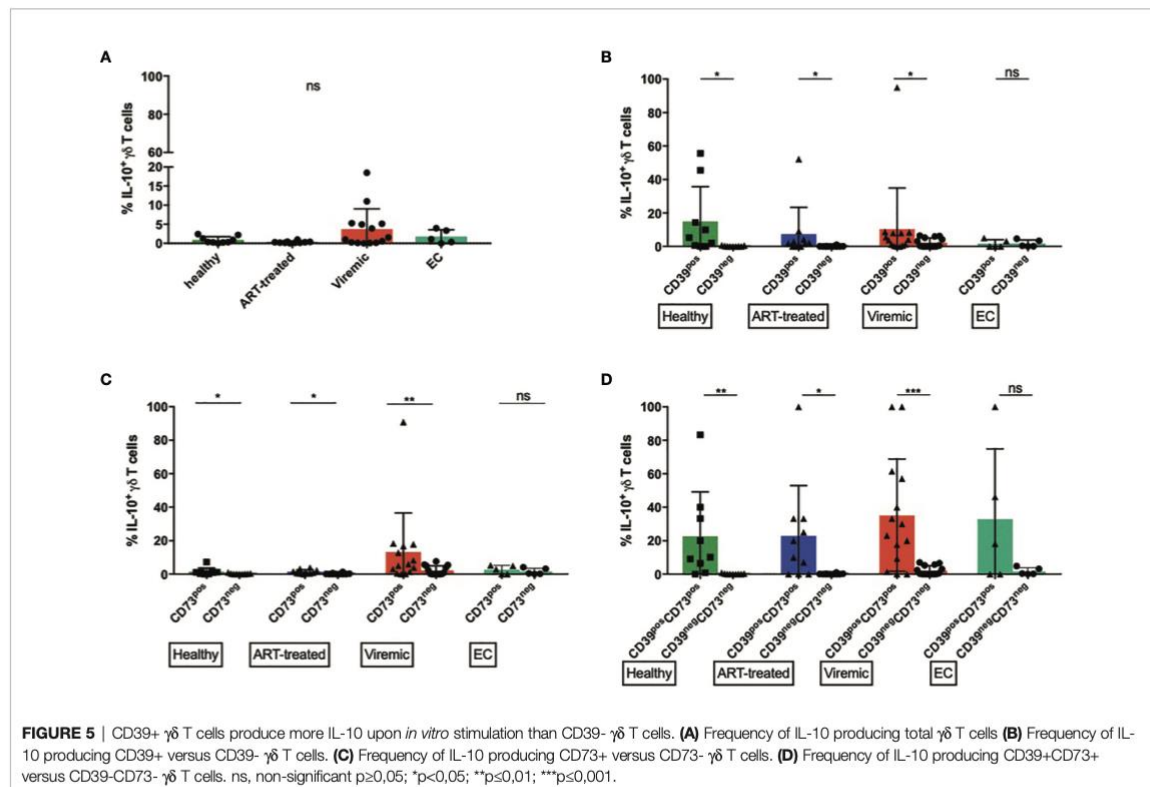 A
% IL-10⁺ γδ T cells
100
80
60
20
15
10
5
0
ns
healthy
ART-treated
Viremic
EC
B
% IL-10⁺ γδ T cells
100
80
60
40
20
0
* * * ns
CD39pos CD39neg CD39pos CD39neg CD39pos CD39neg CD39pos CD39neg
Healthy ART-treated Viremic EC
C
% IL-10⁺ γδ T cells
100
80
60
40
20
0
* * ** ns
CD73pos CD73neg CD73pos CD73neg CD73pos CD73neg CD73pos CD73neg
Healthy ART-treated Viremic EC
D
% IL-10⁺ γδ T cells
100
80
60
40
20
0
** * *** ns
CD39posCD73pos CD39negCD73neg CD39posCD73pos CD39negCD73neg CD39posCD73pos CD39negCD73neg CD39posCD73pos CD39negCD73neg
Healthy ART-treated Viremic EC
FIGURE 5 | CD39+ γδ T cells produce more IL-10 upon in vitro stimulation than CD39- γδ T cells. (A) Frequency of IL-10 producing total γδ T cells (B) Frequency of IL-
10 producing CD39+ versus CD39- γδ T cells. (C) Frequency of IL-10 producing CD73+ versus CD73- γδ T cells. (D) Frequency of IL-10 producing CD39+CD73+
versus CD39-CD73- γδ T cells. ns, non-significant p≥0,05; *p<0,05; **p≤0,01; ***p≤0,001.